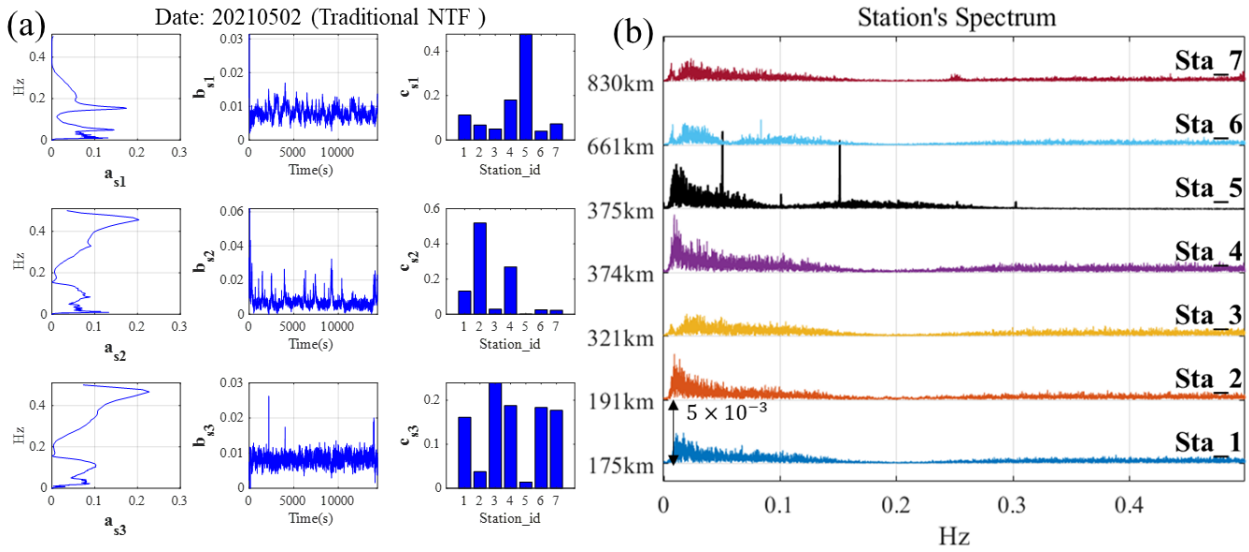 (a)
Date: 20210502 (Traditional NTF )
0.4
0.2
0
Hz
0 0.1 0.2 0.3
a_s1
0.03
0.02
0.01
0
b_s1
0 5000 10000
Time(s)
0.4
0.2
0
c_s1
1 2 3 4 5 6 7
Station_id
0.4
0.2
0
Hz
0 0.1 0.2 0.3
a_s2
0.06
0.04
0.02
0
b_s2
0 5000 10000
Time(s)
0.6
0.4
0.2
0
c_s2
1 2 3 4 5 6 7
Station_id
0.4
0.2
0
Hz
0 0.1 0.2 0.3
a_s3
0.03
0.02
0.01
0
b_s3
0 5000 10000
Time(s)
0.2
0.1
0
c_s3
1 2 3 4 5 6 7
Station_id
(b)
Station's Spectrum
830km
Sta_7
661km
Sta_6
375km
Sta_5
374km
Sta_4
321km
Sta_3
191km
Sta_2
5 × 10⁻³
175km
Sta_1
0 0.1 0.2 0.3 0.4
Hz